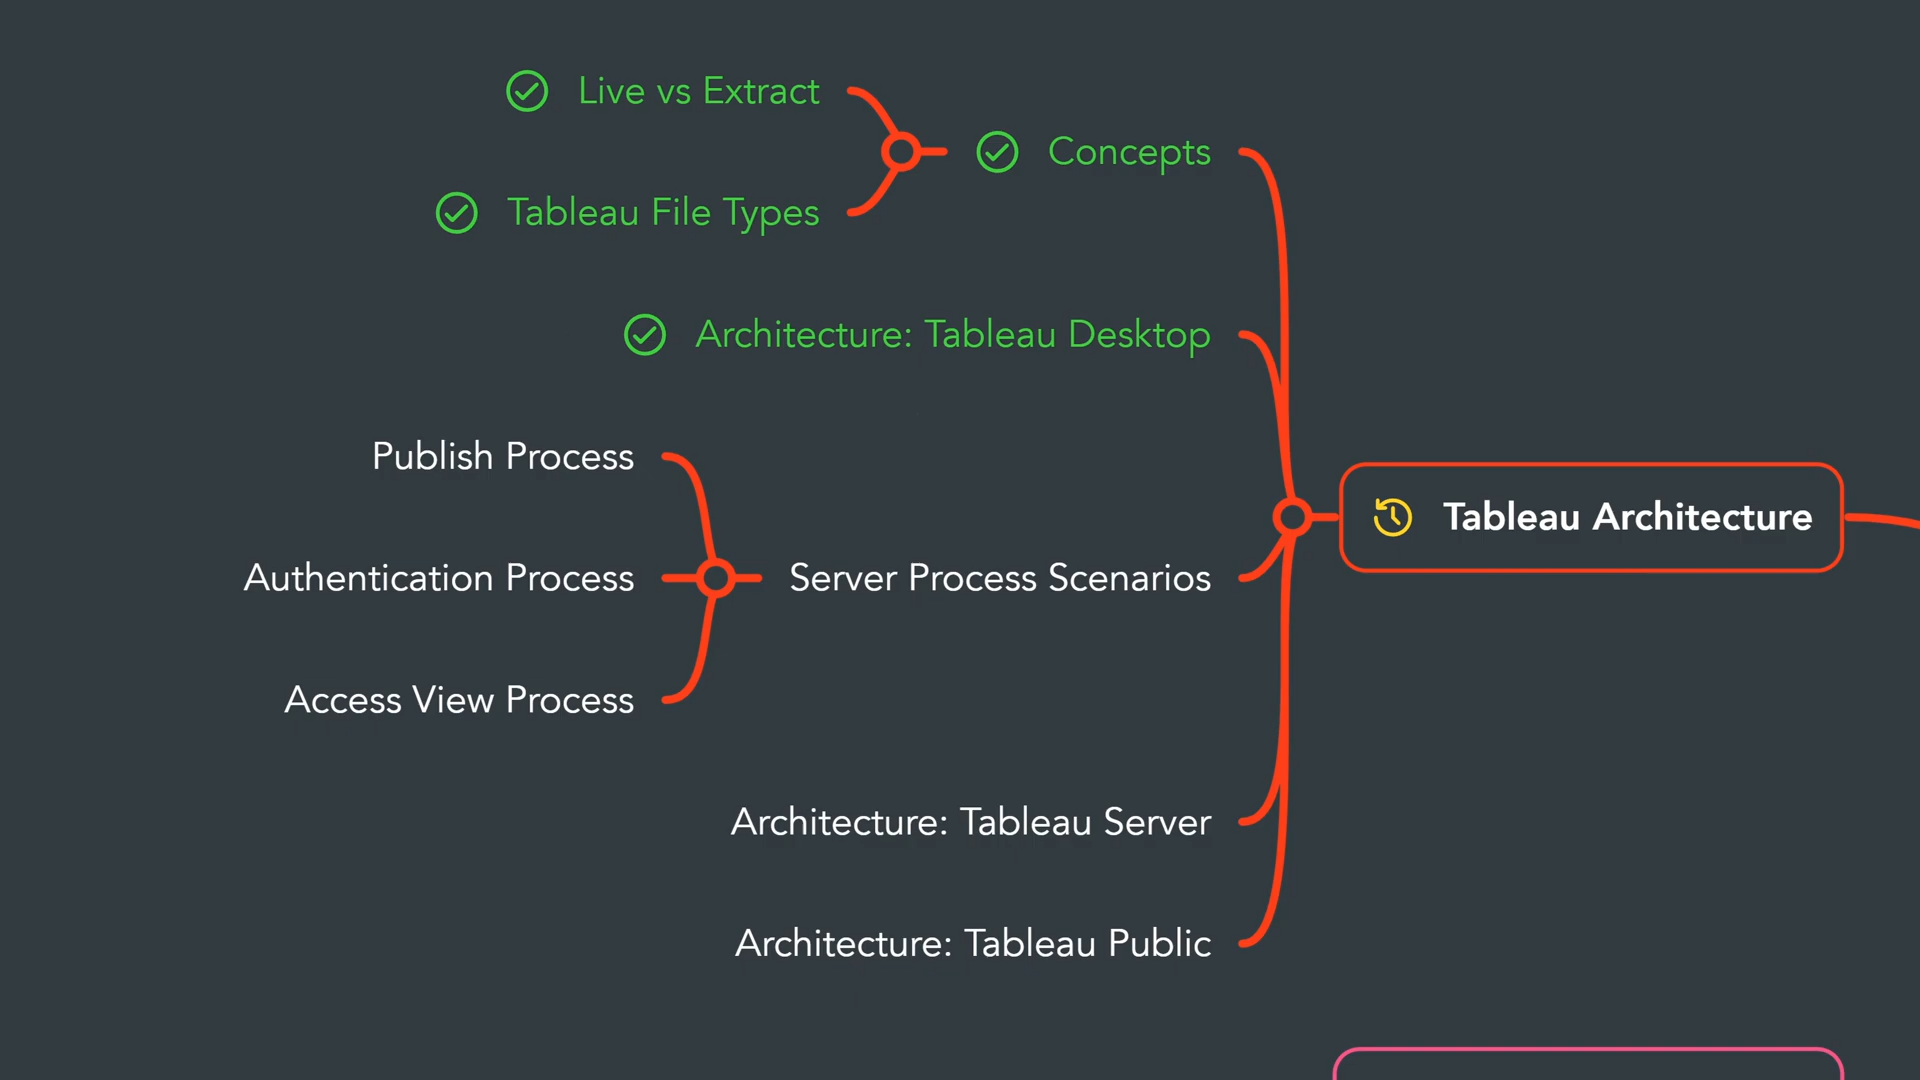 Live vs Extract
Concepts
Tableau File Types
Architecture: Tableau Desktop
Publish Process
Tableau Architecture
Authentication Process
Server Process Scenarios
Access View Process
Architecture: Tableau Server
Architecture: Tableau Public